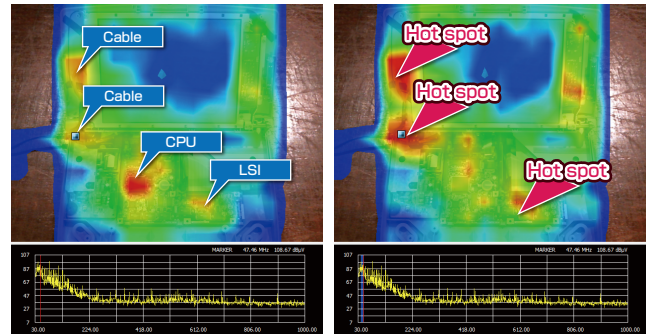 Cable
Cable
CPU
LSI
MARKER 47.46 MHz 108.67 dBμV
107
87
67
47
27
7
30.00 224.00 418.00 612.00 806.00 1000.00
Hot spot
Hot spot
Hot spot
MARKER 47.46 MHz 108.67 dBμV
107
87
67
47
27
7
30.00 224.00 418.00 612.00 806.00 1000.00